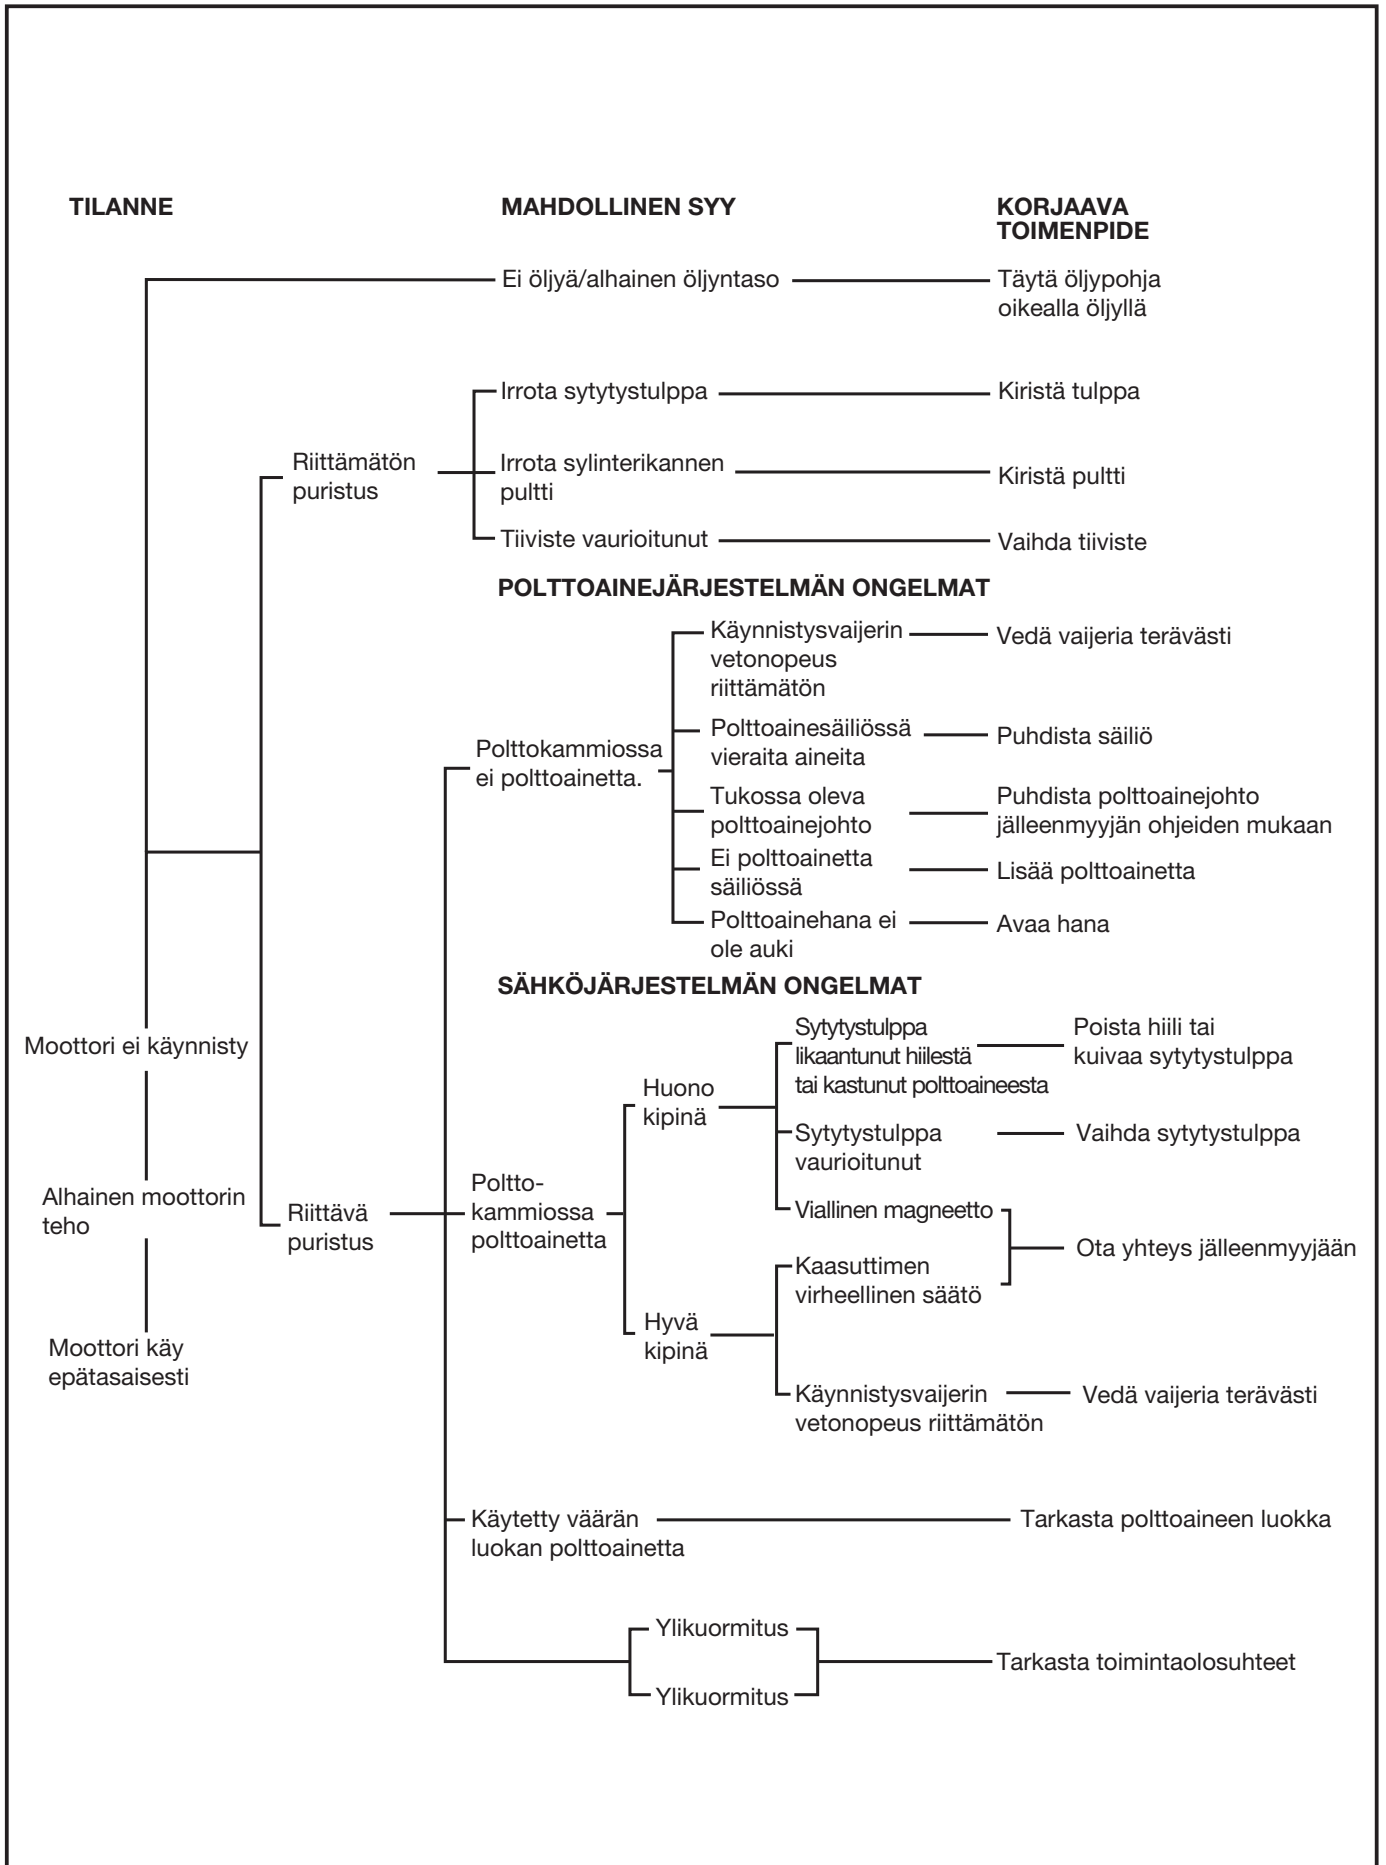 TILANNE
MAHDOLLINEN SYY
KORJAAVA
TOIMENPIDE
Ei öljyä/alhainen öljyntaso
Täytä öljypohja
oikealla öljyllä
Riittämätön
puristus
Irrota sytytystulppa
Kiristä tulppa
Irrota sylinterikannen
pultti
Kiristä pultti
Tiiviste vaurioitunut
Vaihda tiiviste
POLTTOAINEJÄRJESTELMÄN ONGELMAT
Polttokammiossa
ei polttoainetta.
Käynnistysvaijerin
vetonopeus
riittämätön
Vedä vaijeria terävästi
Polttoainesäiliössä
vieraita aineita
Puhdista säiliö
Tukossa oleva
polttoainejohto
Puhdista polttoainejohto
jälleenmyyjän ohjeiden mukaan
Ei polttoainetta
säiliössä
Lisää polttoainetta
Polttoainehana ei
ole auki
Avaa hana
SÄHKÖJÄRJESTELMÄN ONGELMAT
Moottori ei käynnisty
Alhainen moottorin
teho
Moottori käy
epätasaisesti
Riittävä
puristus
Poltto-
kammiossa
polttoainetta
Huono
kipinä
Sytytystulppa
likaantunut hiilestä
tai kastunut polttoaineesta
Poista hiili tai
kuivaa sytytystulppa
Sytytystulppa
vaurioitunut
Vaihda sytytystulppa
Viallinen magneetto
Ota yhteys jälleenmyyjään
Hyvä
kipinä
Kaasuttimen
virheellinen säätö
Käynnistysvaijerin
vetonopeus riittämätön
Vedä vaijeria terävästi
Käytetty väärän
luokan polttoainetta
Tarkasta polttoaineen luokka
Ylikuormitus
Ylikuormitus
Tarkasta toimintaolosuhteet